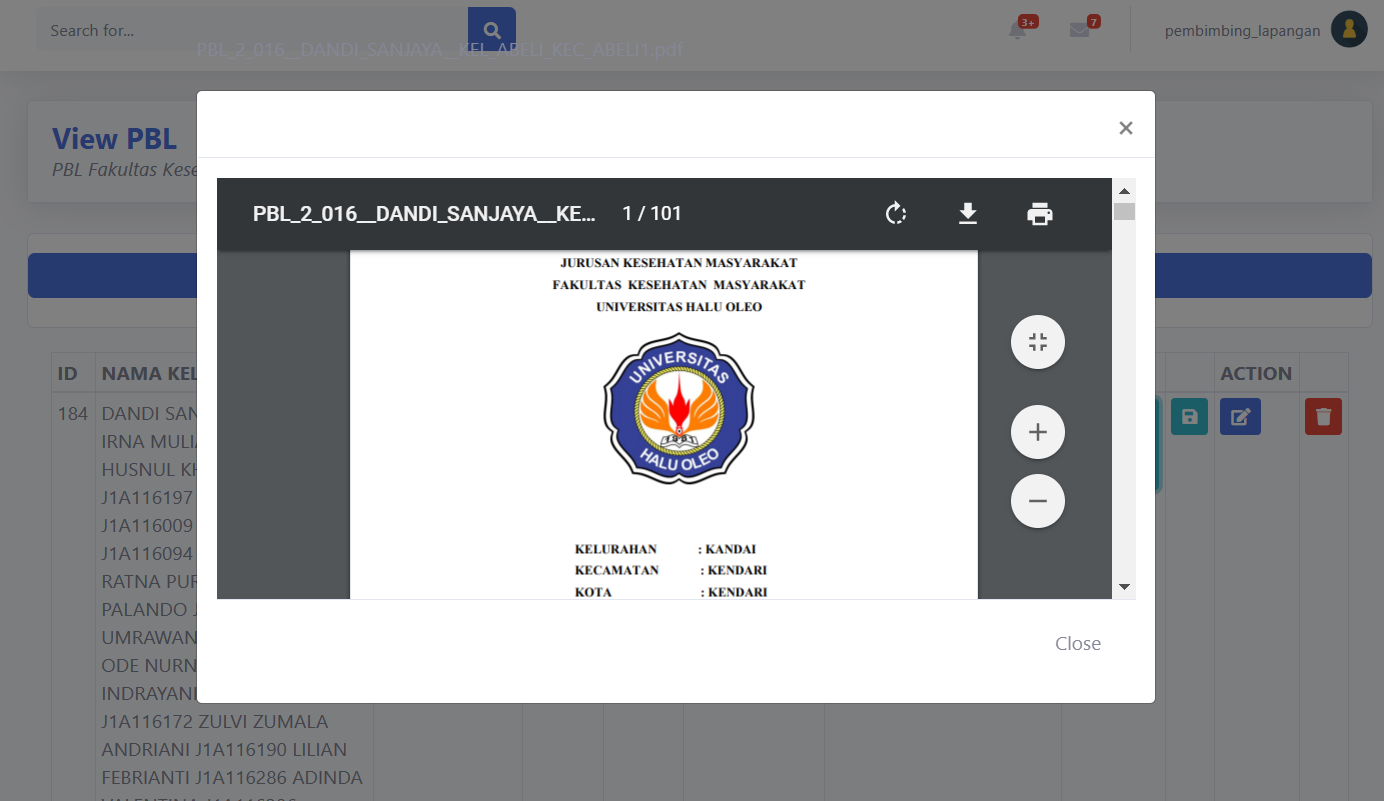 Search for...
3+
7
pembimbing_lapangan
PBL_2_016__DANDI_SANJAYA__KEL_ABELI_KEC_ABELI1.pdf
View PBL
PBL Fakultas Kese
×
PBL_2_016__DANDI_SANJAYA__KE...
1 / 101
JURUSAN KESEHATAN MASYARAKAT
FAKULTAS KESEHATAN MASYARAKAT
UNIVERSITAS HALU OLEO
UNIVERSITAS
1981
HALU OLEO
KELURAHAN : KANDAI
KECAMATAN : KENDARI
KOTA : KENDARI
Close
ID NAMA KEL ACTION
184 DANDI SAN
IRNA MULIA
HUSNUL KH
J1A116197
J1A116009
J1A116094
RATNA PUR
PALANDO J
UMRAWAN
ODE NURN
INDRAYANI
J1A116172 ZULVI ZUMALA
ANDRIANI J1A116190 LILIAN
FEBRIANTI J1A116286 ADINDA